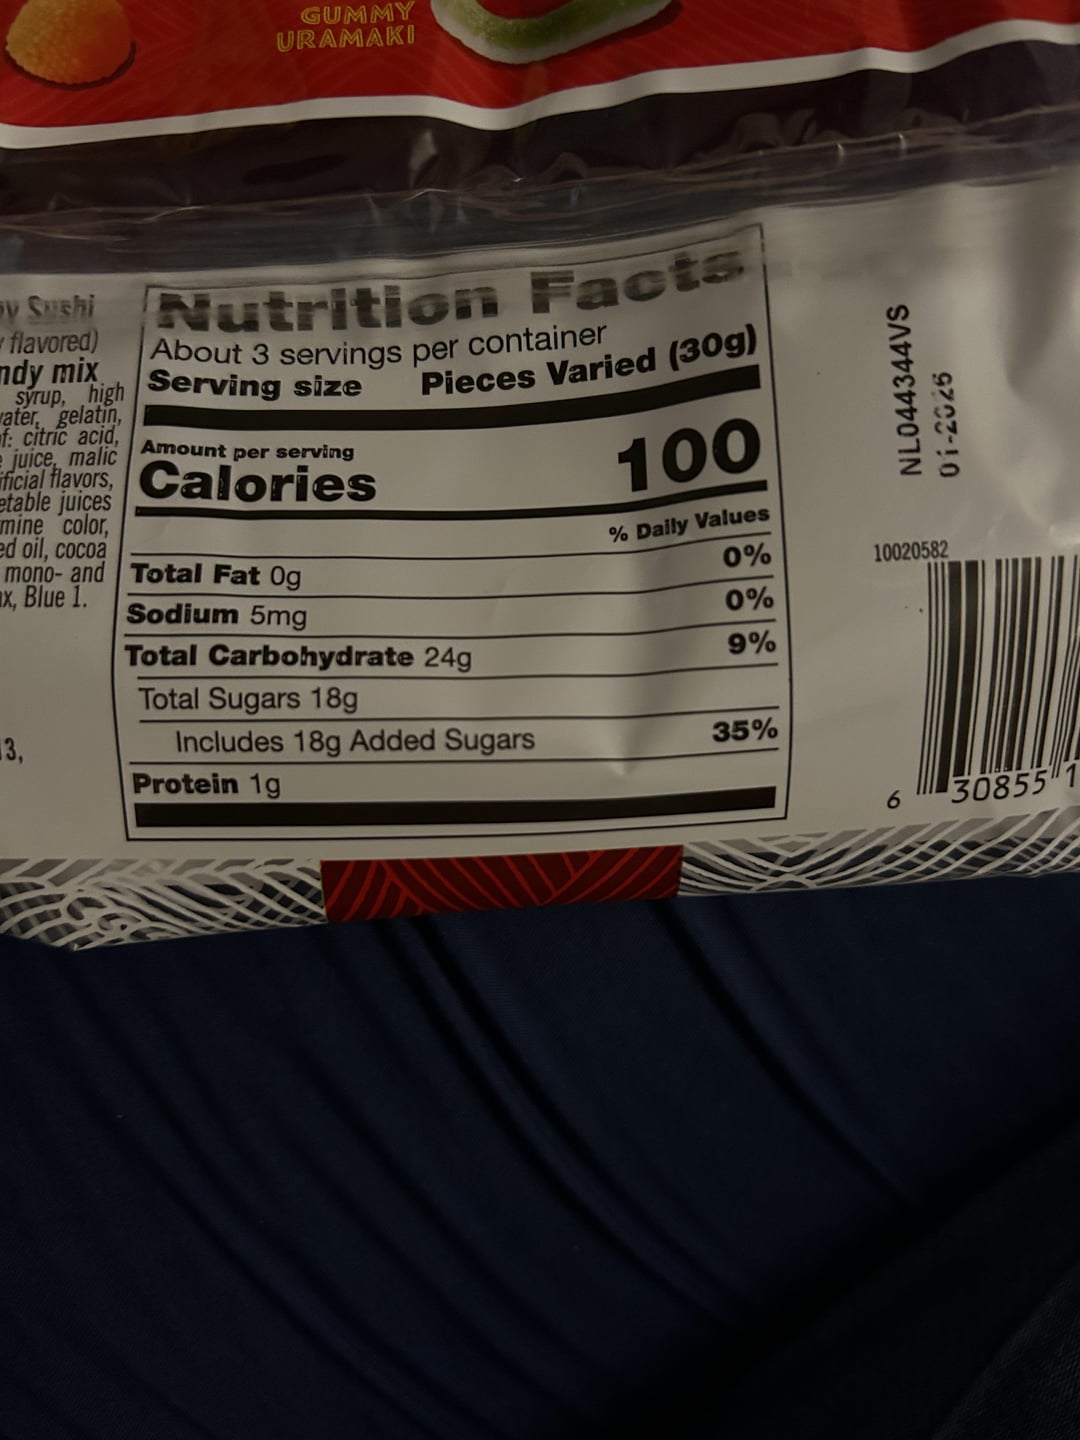 GUMMY
URAMAKI
Sushi
flavored)
ndy mix
syrup, high
water, gelatin,
of: citric acid,
juice, malic
ificial flavors,
etable juices
mine color,
ed oil, cocoa
mono- and
ax, Blue 1.
13,
Nutrition Facts
About 3 servings per container
Serving size Pieces Varied (30g)
Amount per serving
Calories 100
% Daily Values
Total Fat 0g 0%
Sodium 5mg 0%
Total Carbohydrate 24g 9%
Total Sugars 18g
Includes 18g Added Sugars 35%
Protein 1g
NL044344VS
01-2026
10020582
6 30855 1